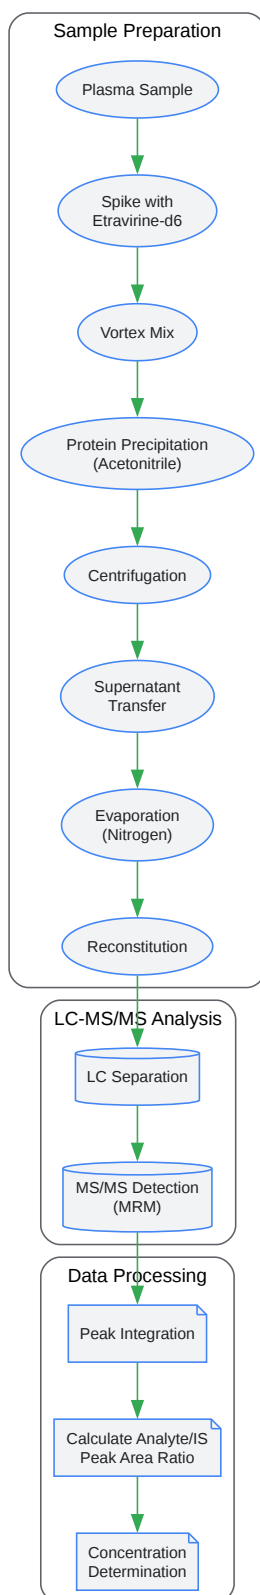 Sample Preparation
Plasma Sample
Spike with
Etravirine-d6
Vortex Mix
Protein Precipitation
(Acetonitrile)
Centrifugation
Supernatant
Transfer
Evaporation
(Nitrogen)
Reconstitution
LC-MS/MS Analysis
LC Separation
MS/MS Detection
(MRM)
Data Processing
Peak Integration
Calculate Analyte/IS
Peak Area Ratio
Concentration
Determination